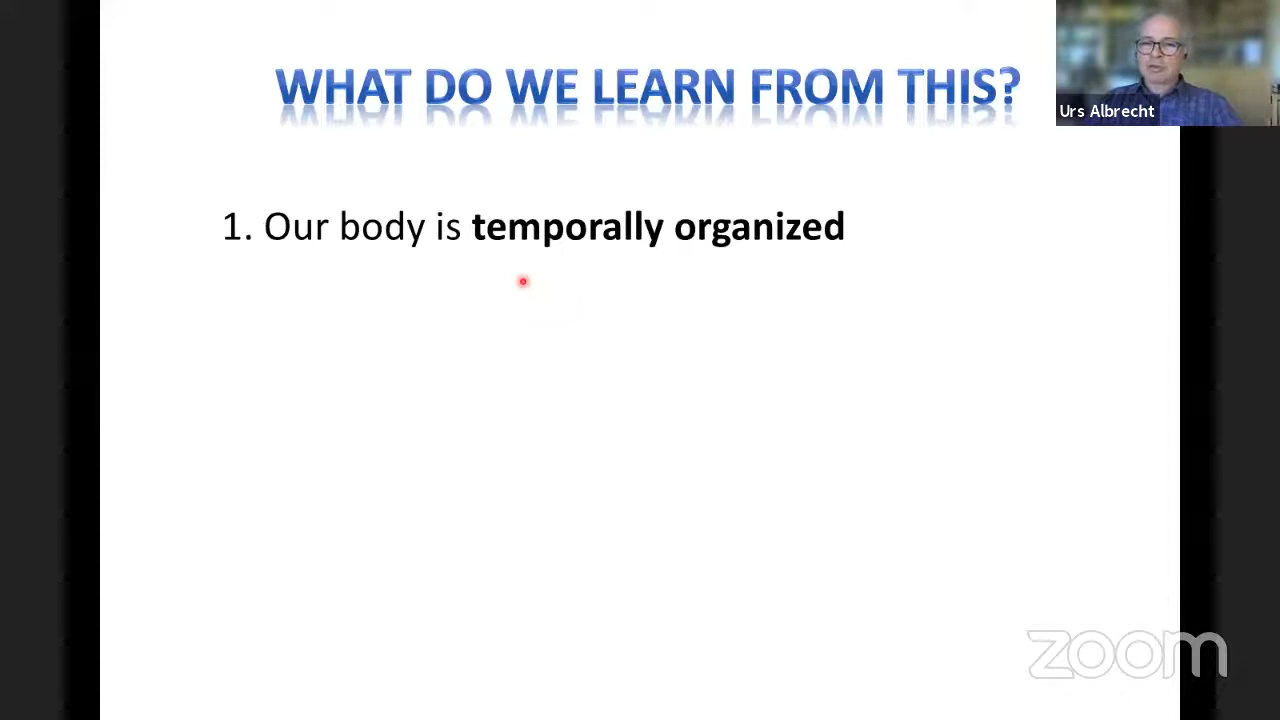 WHAT DO WE LEARN FROM THIS?
Urs Albrecht
1. Our body is temporally organized
zoom